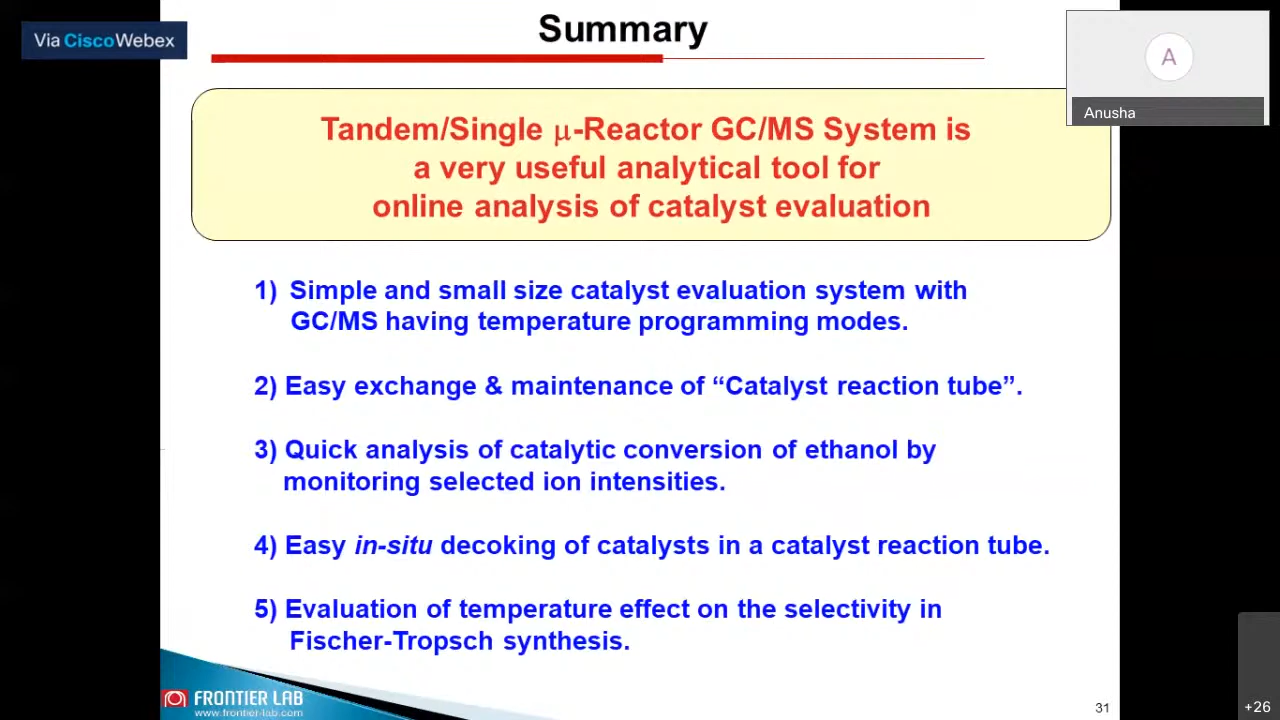 Summary
Via CiscoWebex
A
Anusha
Tandem/Single μ-Reactor GC/MS System is
a very useful analytical tool for
online analysis of catalyst evaluation
1) Simple and small size catalyst evaluation system with
GC/MS having temperature programming modes.
2) Easy exchange & maintenance of “Catalyst reaction tube”.
3) Quick analysis of catalytic conversion of ethanol by
monitoring selected ion intensities.
4) Easy in-situ decoking of catalysts in a catalyst reaction tube.
5) Evaluation of temperature effect on the selectivity in
Fischer-Tropsch synthesis.
FRONTIER LAB
www.frontier-lab.com
31
+26